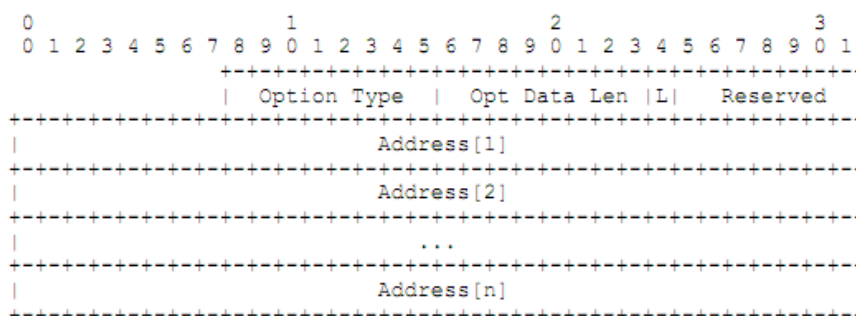 0                   1                   2                   3
0 1 2 3 4 5 6 7 8 9 0 1 2 3 4 5 6 7 8 9 0 1 2 3 4 5 6 7 8 9 0 1
+-+-+-+-+-+-+-+-+-+-+-+-+-+-+-+-+-+-+-+-+-+-+-+-
| Option Type | Opt Data Len |L| Reserved
+-+-+-+-+-+-+-+-+-+-+-+-+-+-+-+-+-+-+-+-+-+-+-+-+-+-+-+-+-+-+-+-
| Address[1]
+-+-+-+-+-+-+-+-+-+-+-+-+-+-+-+-+-+-+-+-+-+-+-+-+-+-+-+-+-+-+-+-
| Address[2]
+-+-+-+-+-+-+-+-+-+-+-+-+-+-+-+-+-+-+-+-+-+-+-+-+-+-+-+-+-+-+-+-
| ...
+-+-+-+-+-+-+-+-+-+-+-+-+-+-+-+-+-+-+-+-+-+-+-+-+-+-+-+-+-+-+-+-
| Address[n]
+-+-+-+-+-+-+-+-+-+-+-+-+-+-+-+-+-+-+-+-+-+-+-+-+-+-+-+-+-+-+-+-